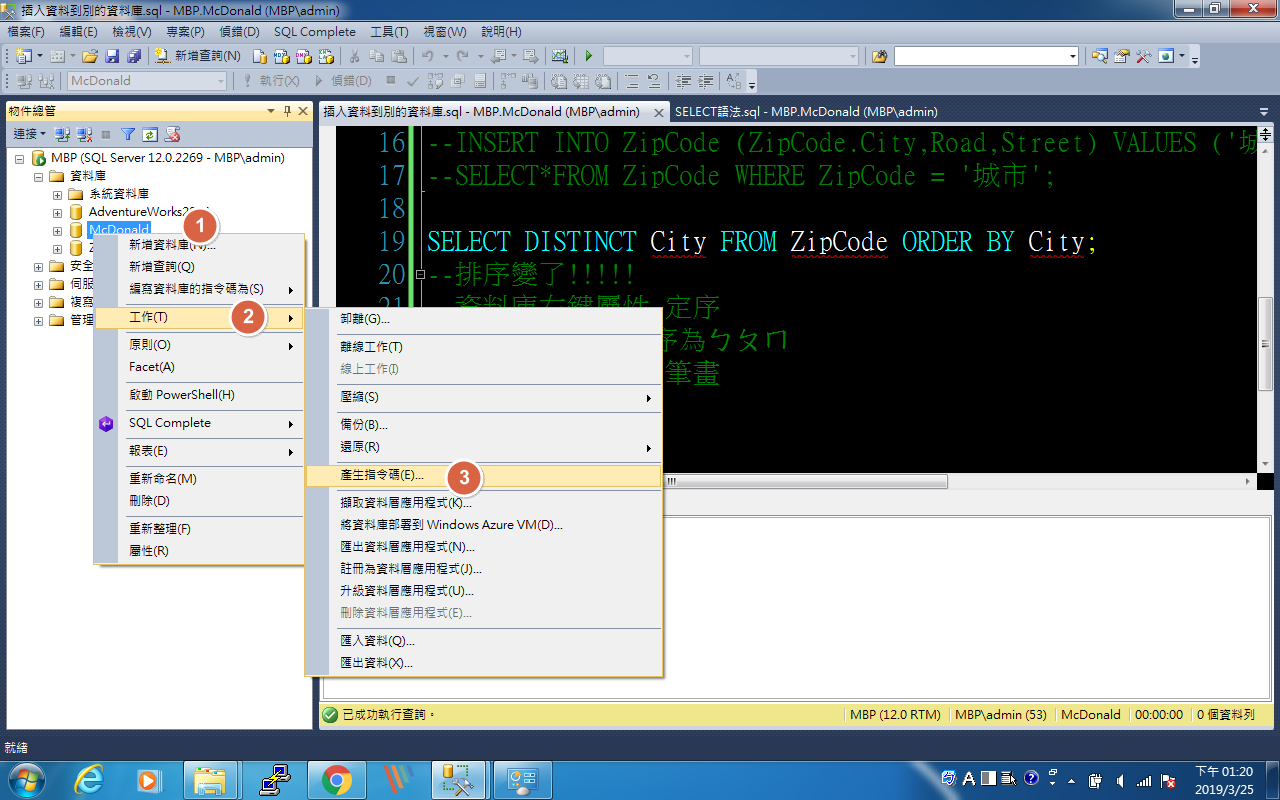 插入資料到別的資料庫.sql - MBP.McDonald (MBP\admin)
檔案(F) 編輯(E) 檢視(V) 專案(P) 偵錯(D) SQL Complete 工具(T) 視窗(W) 說明(H)
新增查詢(N)
McDonald 執行(X) 偵錯(D)
物件總管
插入資料到別的資料庫.sql - MBP.McDonald (MBP\admin) SELECT語法.sql - MBP.McDonald (MBP\admin)
連接
MBP (SQL Server 12.0.2269 - MBP\admin)
資料庫
系統資料庫
McDonald
安全
伺服
複寫
管理
1
新增資料庫(N)...
新增查詢(Q)
編寫資料庫的指令碼為(S)
工作(T)
2
原則(O)
Facet(A)
啟動 PowerShell(H)
SQL Complete
報表(E)
重新命名(M)
刪除(D)
重新整理(F)
屬性(R)
卸離(G)...
離線工作(T)
線上工作(I)
壓縮(S)
備份(B)...
還原(R)
產生指令碼(E)...
3
擷取資料層應用程式(K)...
將資料庫部署到 Windows Azure VM(D)...
匯出資料層應用程式(N)...
註冊為資料層應用程式(J)...
升級資料層應用程式(U)...
刪除資料層應用程式(E)...
匯入資料(Q)...
匯出資料(X)...
16 --INSERT INTO ZipCode (ZipCode.City,Road,Street) VALUES ('城
17 --SELECT*FROM ZipCode WHERE ZipCode = '城市';
18
19 SELECT DISTINCT City FROM ZipCode ORDER BY City;
20 --排序變了!!!!!
資料庫右鍵屬性 定序
序為ㄅㄆㄇ
筆畫
已成功執行查詢。 MBP (12.0 RTM) MBP\admin (53) McDonald 00:00:00 0 個資料列
就緒
下午 01:20
2019/3/25